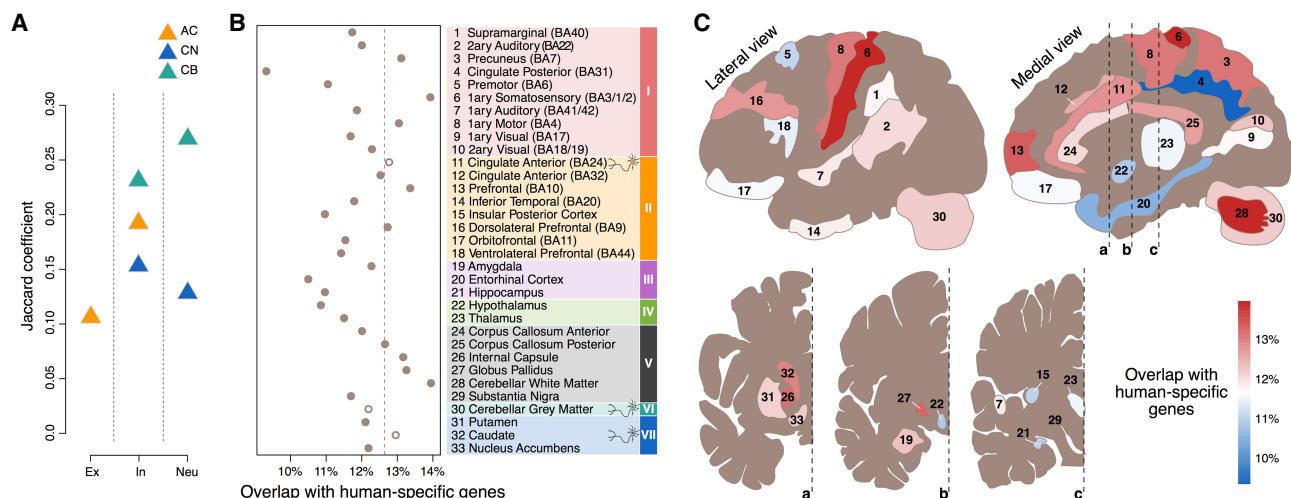 A
AC
CN
CB
Jaccard coefficient
0.30
0.25
0.20
0.15
0.10
0.05
0.0
Ex In Neu
B
1 Supramarginal (BA40)
2 2ary Auditory (BA22)
3 Precuneus (BA7)
4 Cingulate Posterior (BA31)
5 Premotor (BA6)
6 1ary Somatosensory (BA3/1/2)
7 1ary Auditory (BA41/42)
8 1ary Motor (BA4)
9 1ary Visual (BA17)
10 2ary Visual (BA18/19)
I
11 Cingulate Anterior (BA24)
12 Cingulate Anterior (BA32)
13 Prefrontal (BA10)
14 Inferior Temporal (BA20)
15 Insular Posterior Cortex
16 Dorsolateral Prefrontal (BA9)
17 Orbitofrontal (BA11)
18 Ventrolateral Prefrontal (BA44)
II
19 Amygdala
20 Entorhinal Cortex
21 Hippocampus
III
22 Hypothalamus
23 Thalamus
IV
24 Corpus Callosum Anterior
25 Corpus Callosum Posterior
26 Internal Capsule
27 Globus Pallidus
28 Cerebellar White Matter
29 Substantia Nigra
V
30 Cerebellar Grey Matter
VI
31 Putamen
32 Caudate
33 Nucleus Accumbens
VII
10% 11% 12% 13% 14%
Overlap with human-specific genes
C
Lateral view
5
8
6
16
18
1
2
7
17
14
30
Medial view
6
8
3
4
12
11
10
25
9
13
24
23
22
17
20
28
30
a b c
32
31
26
33
a
27
22
19
b
15
23
7
21
29
c
Overlap with
human-specific
genes
13%
12%
11%
10%